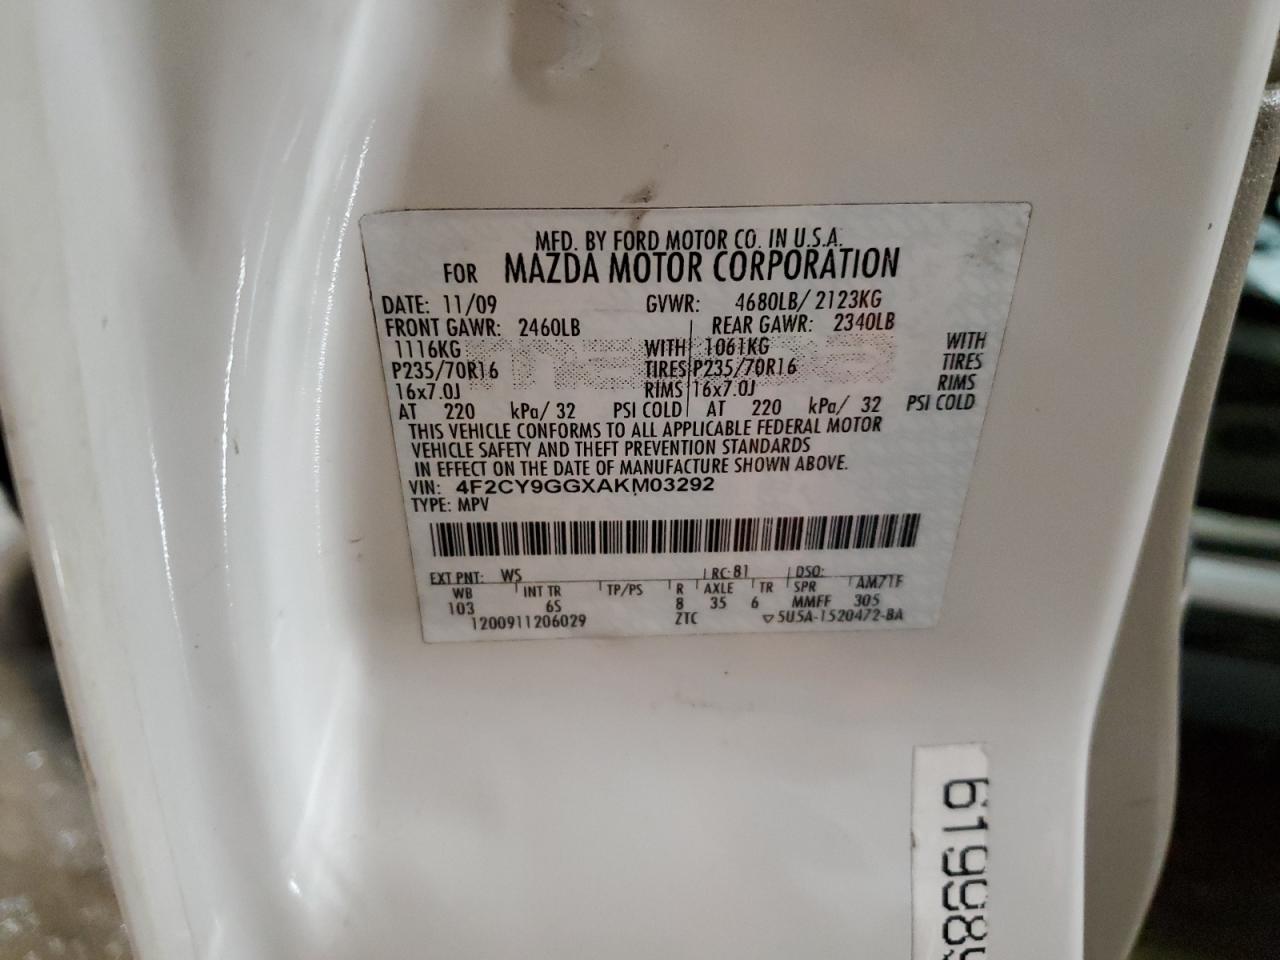 MFD. BY FORD MOTOR CO. IN U.S.A.
FOR MAZDA MOTOR CORPORATION
DATE: 11/09 GVWR: 4680LB/ 2123KG
FRONT GAWR: 2460LB REAR GAWR: 2340LB
1116KG WITH 1061KG WITH
P235/70R16 TIRES P235/70R16 TIRES
16x7.0J RIMS 16x7.0J RIMS
AT 220 kPa/ 32 PSI COLD AT 220 kPa/ 32 PSI COLD
THIS VEHICLE CONFORMS TO ALL APPLICABLE FEDERAL MOTOR
VEHICLE SAFETY AND THEFT PREVENTION STANDARDS
IN EFFECT ON THE DATE OF MANUFACTURE SHOWN ABOVE.
VIN: 4F2CY9GGXAKM03292
TYPE: MPV
EXT PNT: WS RC: 81 DSO:
WB INT TR TP/PS R AXLE TR SPR AM7TF
103 6S 8 35 6 MMFF 305
1200911206029 ZTC ▽5U5A-1520472-BA